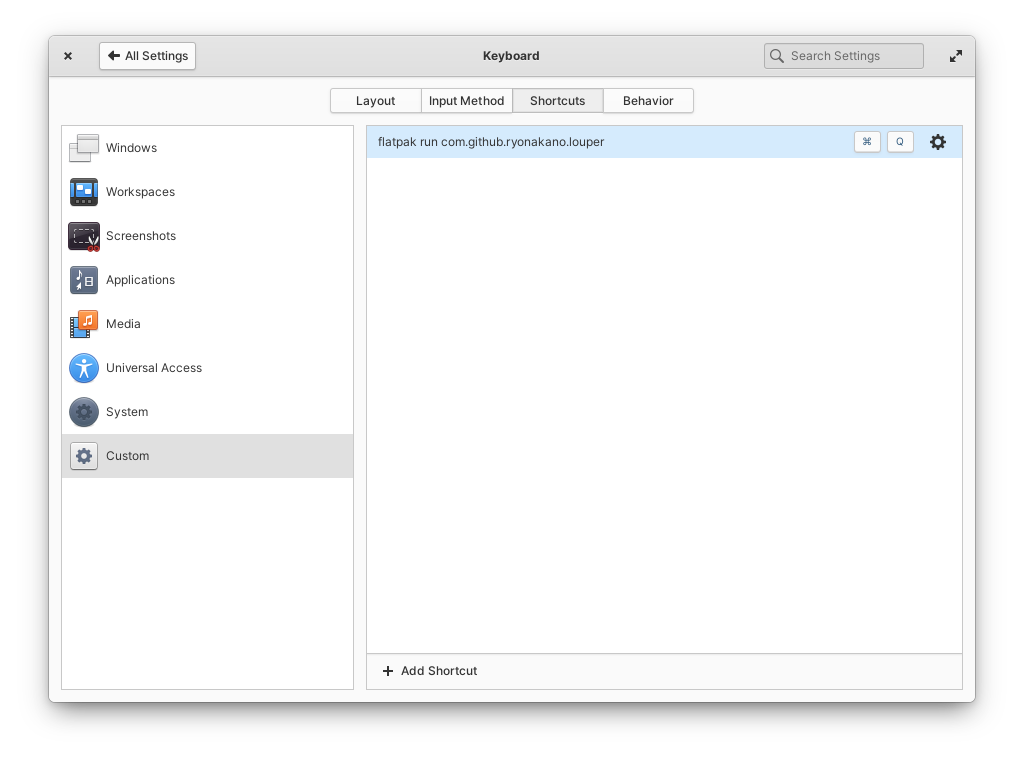 All Settings
Keyboard
Search Settings
Layout
Input Method
Shortcuts
Behavior
Windows
Workspaces
Screenshots
Applications
Media
Universal Access
System
Custom
flatpak run com.github.ryonakano.louper
⌘
Q
Add Shortcut